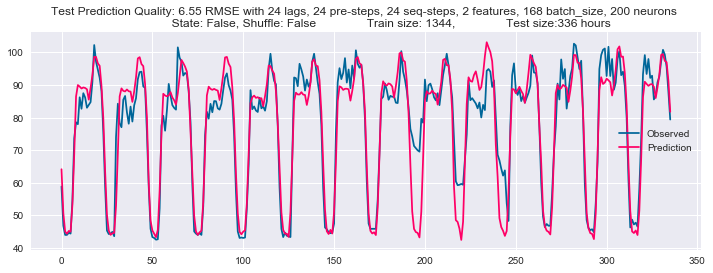 Test Prediction Quality: 6.55 RMSE with 24 lags, 24 pre-steps, 24 seq-steps, 2 features, 168 batch_size, 200 neurons
State: False, Shuffle: False Train size: 1344, Test size:336 hours
100
90
80
70
60
50
40
Observed
Prediction
0 50 100 150 200 250 300 350